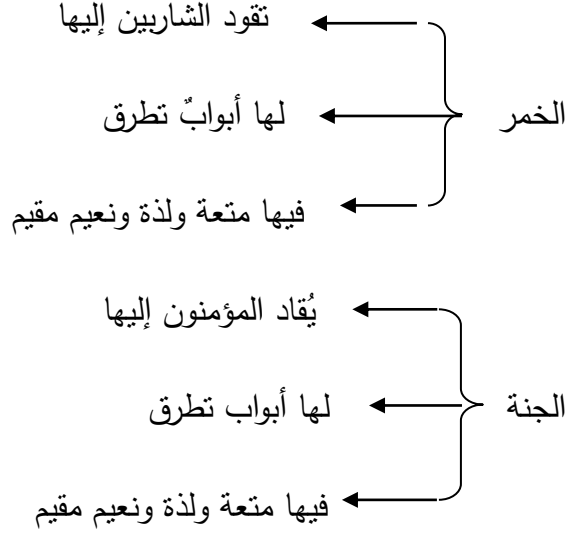 تقود الشاربين إليها
الخمر لها أبوابٌ تطرق
فيها متعة ولذة ونعيم مقيم
يُقاد المؤمنون إليها
الجنة لها أبواب تطرق
فيها متعة ولذة ونعيم مقيم